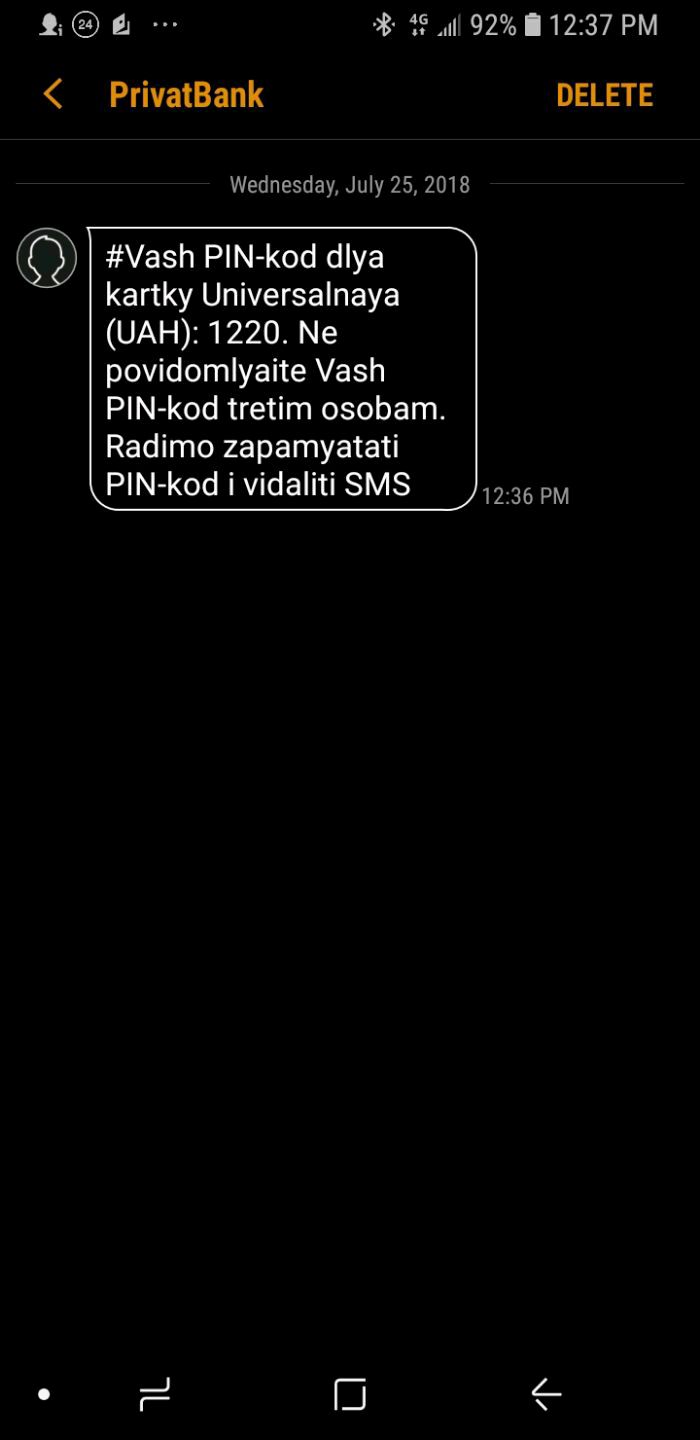 24 ... 4G 92% 12:37 PM
PrivatBank DELETE
Wednesday, July 25, 2018
#Vash PIN-kod dlya
kartky Universalnaya
(UAH): 1220. Ne
povidomlyaite Vash
PIN-kod tretim osobam.
Radimo zapamyatati
PIN-kod i vidaliti SMS
12:36 PM